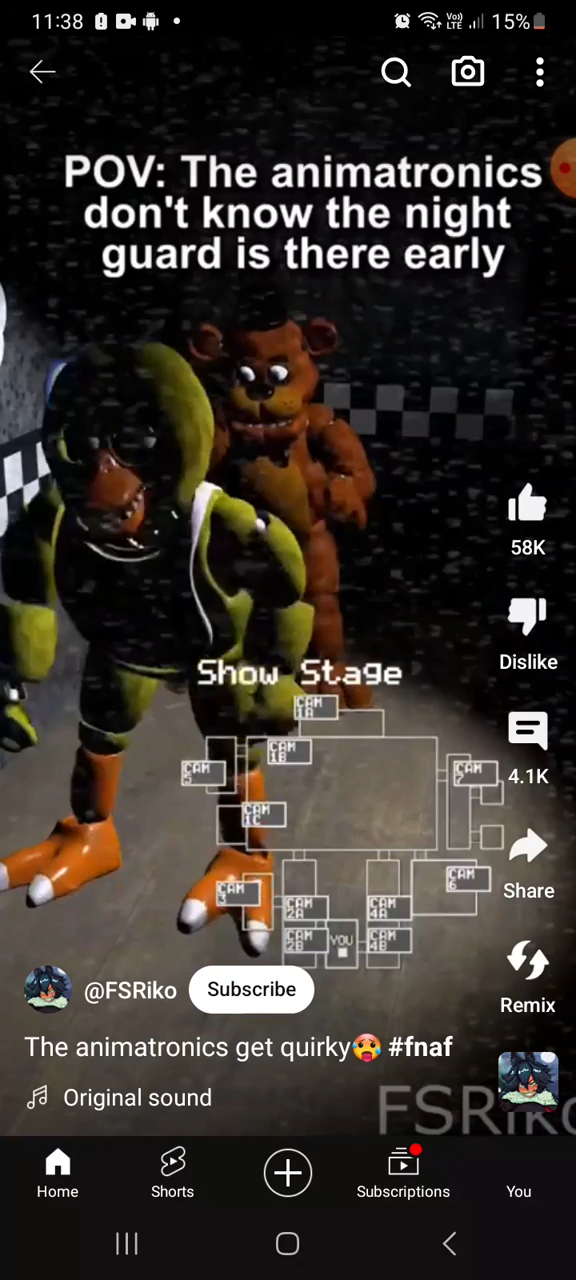 11:38
Vo))
LTE
15%
POV: The animatronics
don't know the night
guard is there early
58K
Dislike
Show Stage
CAM
1A
CAM
1B
CAM
5
CAM
7
4.1K
CAM
1C
CAM
6
Share
CAM
3
CAM
2A
CAM
4A
CAM
2B
YOU
CAM
4B
@FSRiko
Subscribe
Remix
The animatronics get quirky🥵 #fnaf
Original sound
FSRiko
Home
Shorts
Subscriptions
You